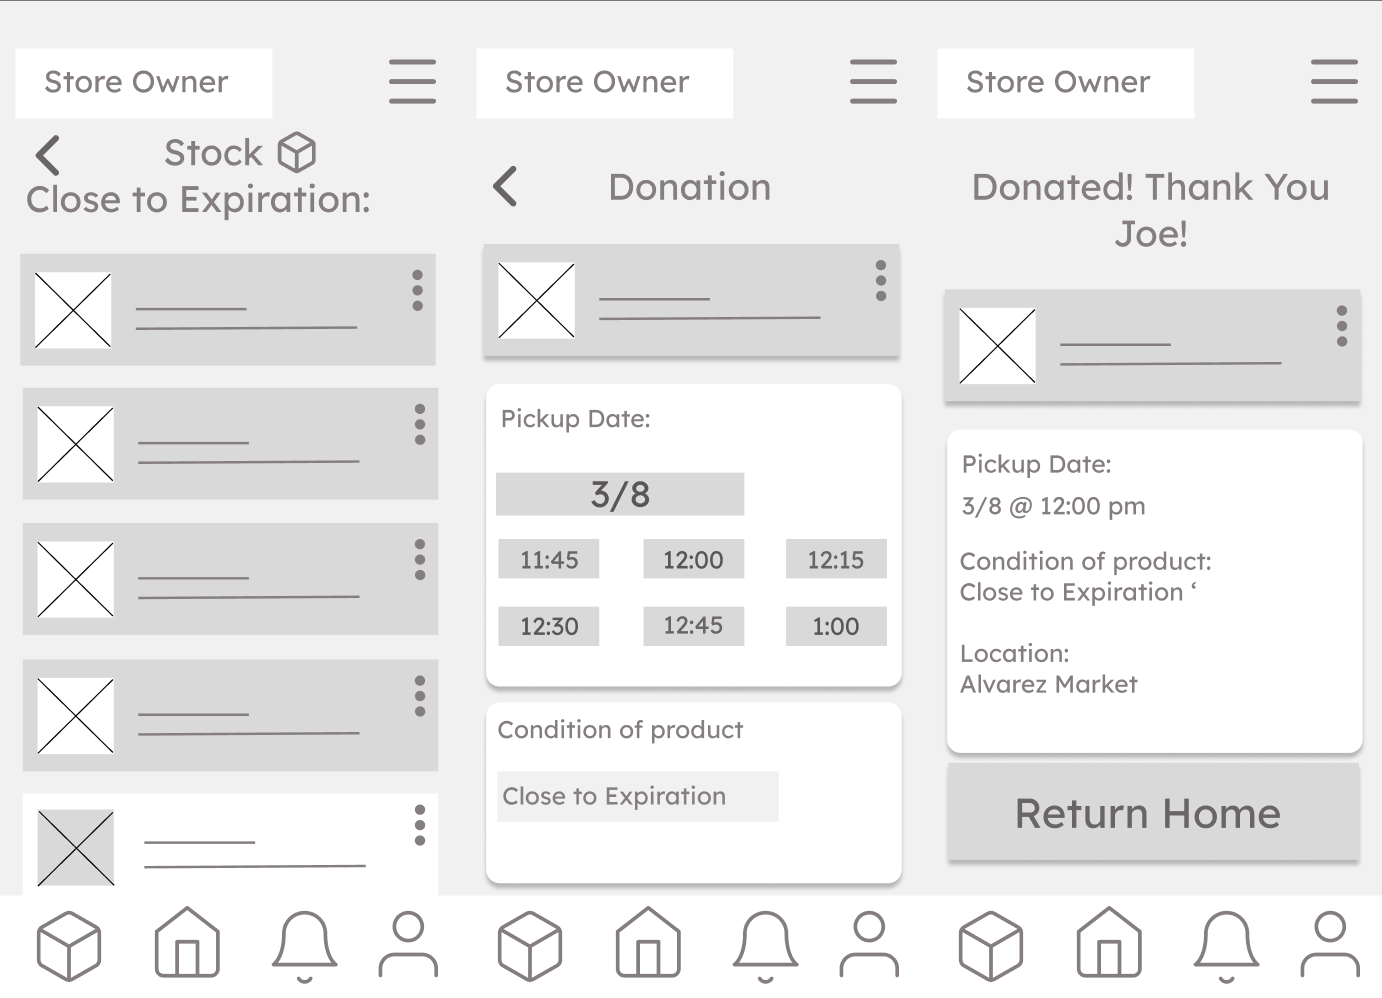 Store Owner
Stock
Close to Expiration:
Store Owner
Donation
Pickup Date:
3/8
11:45 12:00 12:15
12:30 12:45 1:00
Condition of product
Close to Expiration
Store Owner
Donated! Thank You
Joe!
Pickup Date:
3/8 @ 12:00 pm
Condition of product:
Close to Expiration ‘
Location:
Alvarez Market
Return Home